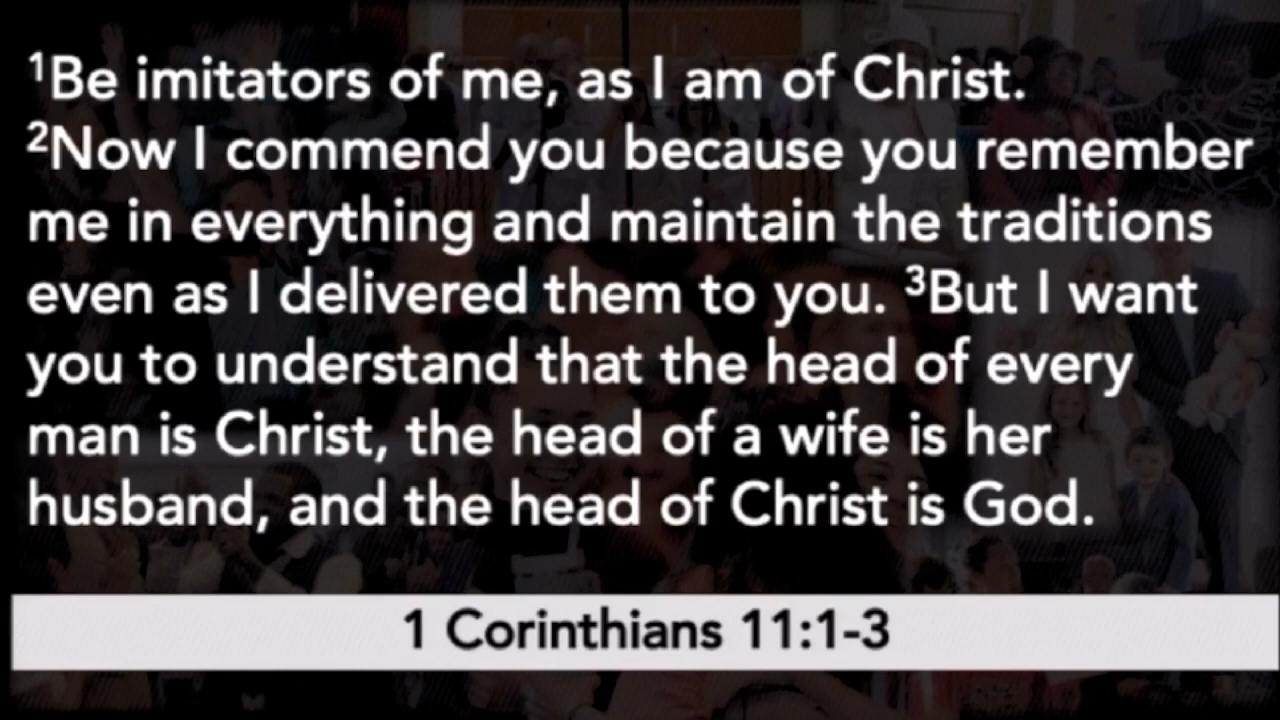 ¹Be imitators of me, as I am of Christ.
²Now I commend you because you remember
me in everything and maintain the traditions
even as I delivered them to you. ³But I want
you to understand that the head of every
man is Christ, the head of a wife is her
husband, and the head of Christ is God.
1 Corinthians 11:1-3